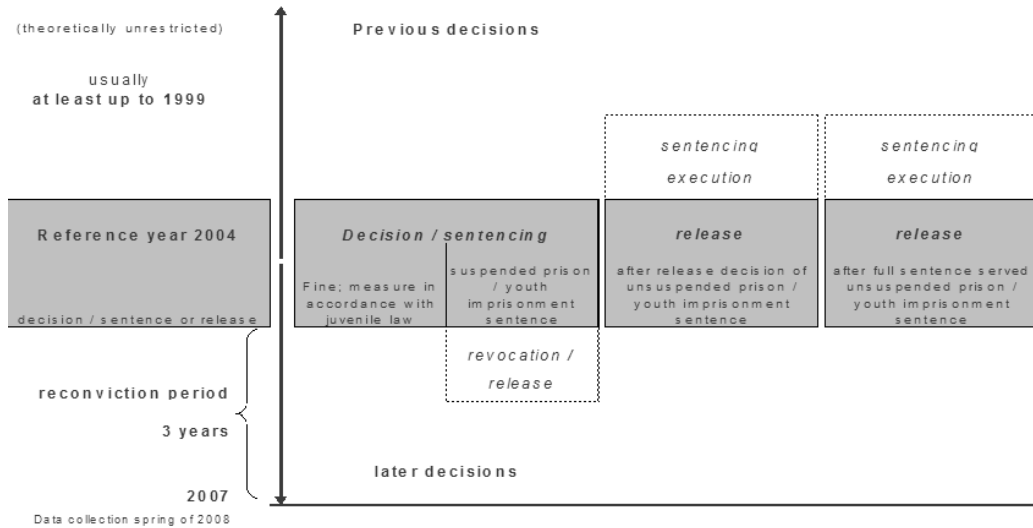 (theoretically unrestricted)
Previous decisions
usually
at least up to 1999
sentencing
execution
sentencing
execution
Reference year 2004
decision / sentence or release
Decision / sentencing
Fine; measure in
accordance with
juvenile law
suspended prison
/ youth
imprisonment
sentence
release
after release decision of
unsuspended prison /
youth imprisonment
sentence
release
after full sentence served
unsuspended prison /
youth imprisonment
sentence
revocation /
release
reconviction period
3 years
later decisions
2007
Data collection spring of 2008